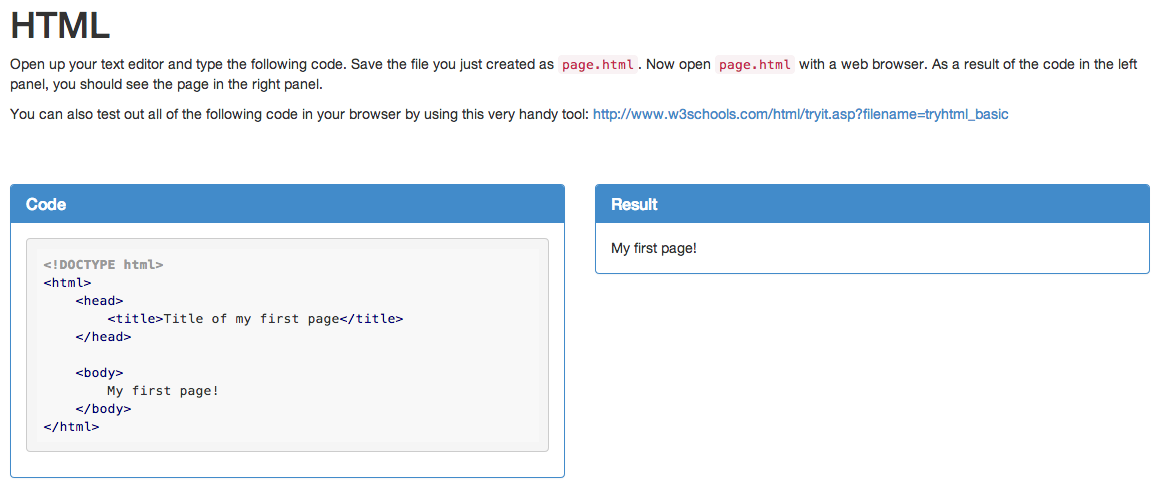 HTML
Open up your text editor and type the following code. Save the file you just created as page.html. Now open page.html with a web browser. As a result of the code in the left
panel, you should see the page in the right panel.
You can also test out all of the following code in your browser by using this very handy tool: http://www.w3schools.com/html/tryit.asp?filename=tryhtml_basic
Code
<!DOCTYPE html>
<html>
    <head>
        <title>Title of my first page</title>
    </head>

    <body>
        My first page!
    </body>
</html>
Result
My first page!